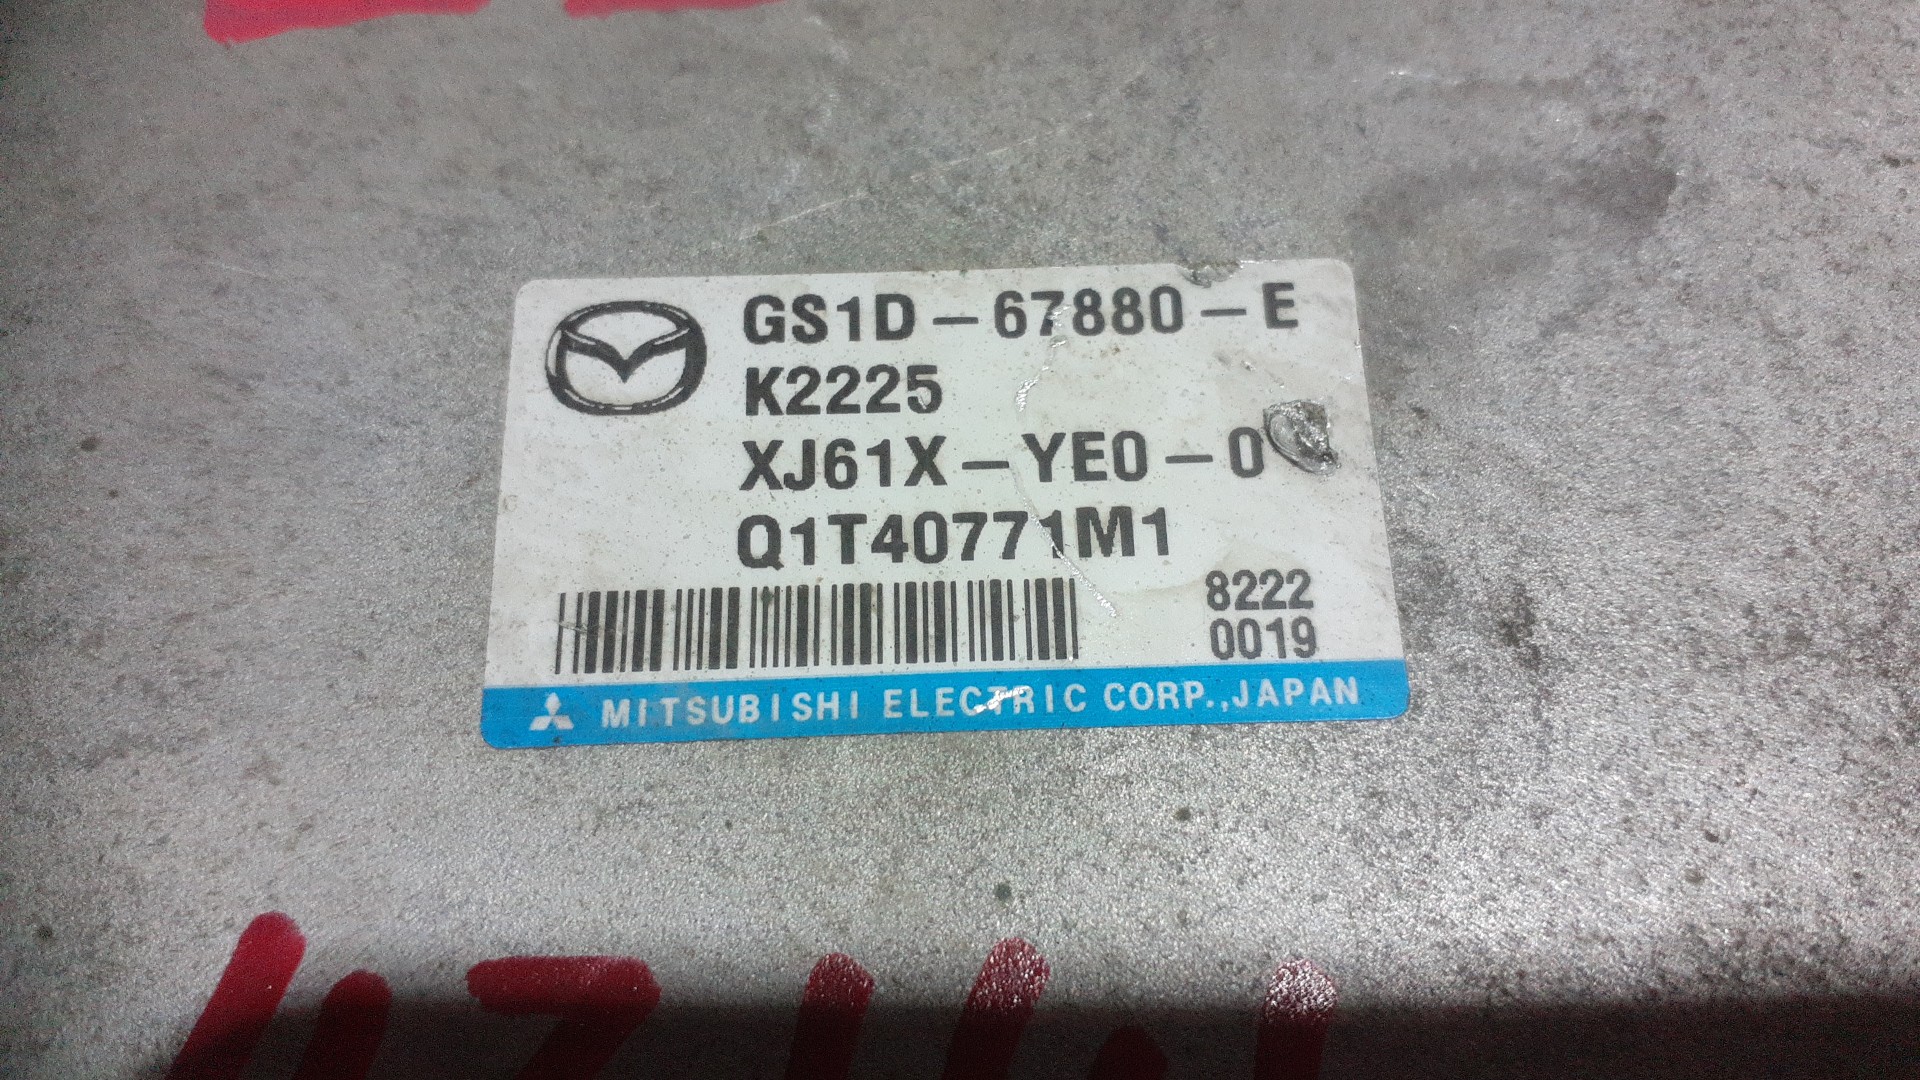 GS1D-67880-E
K2225
XJ61X-YE0-0
Q1T40771M1
8222
0019
MITSUBISHI ELECTRIC CORP.,JAPAN